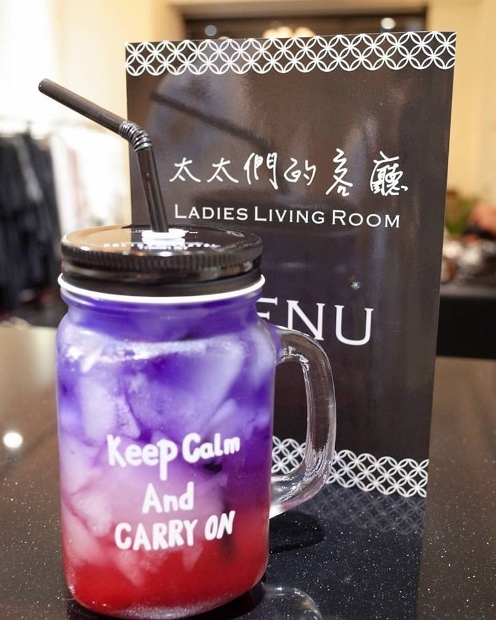 太太們的客廳
LADIES LIVING ROOM
ENU
Keep Calm
And
CARRY ON